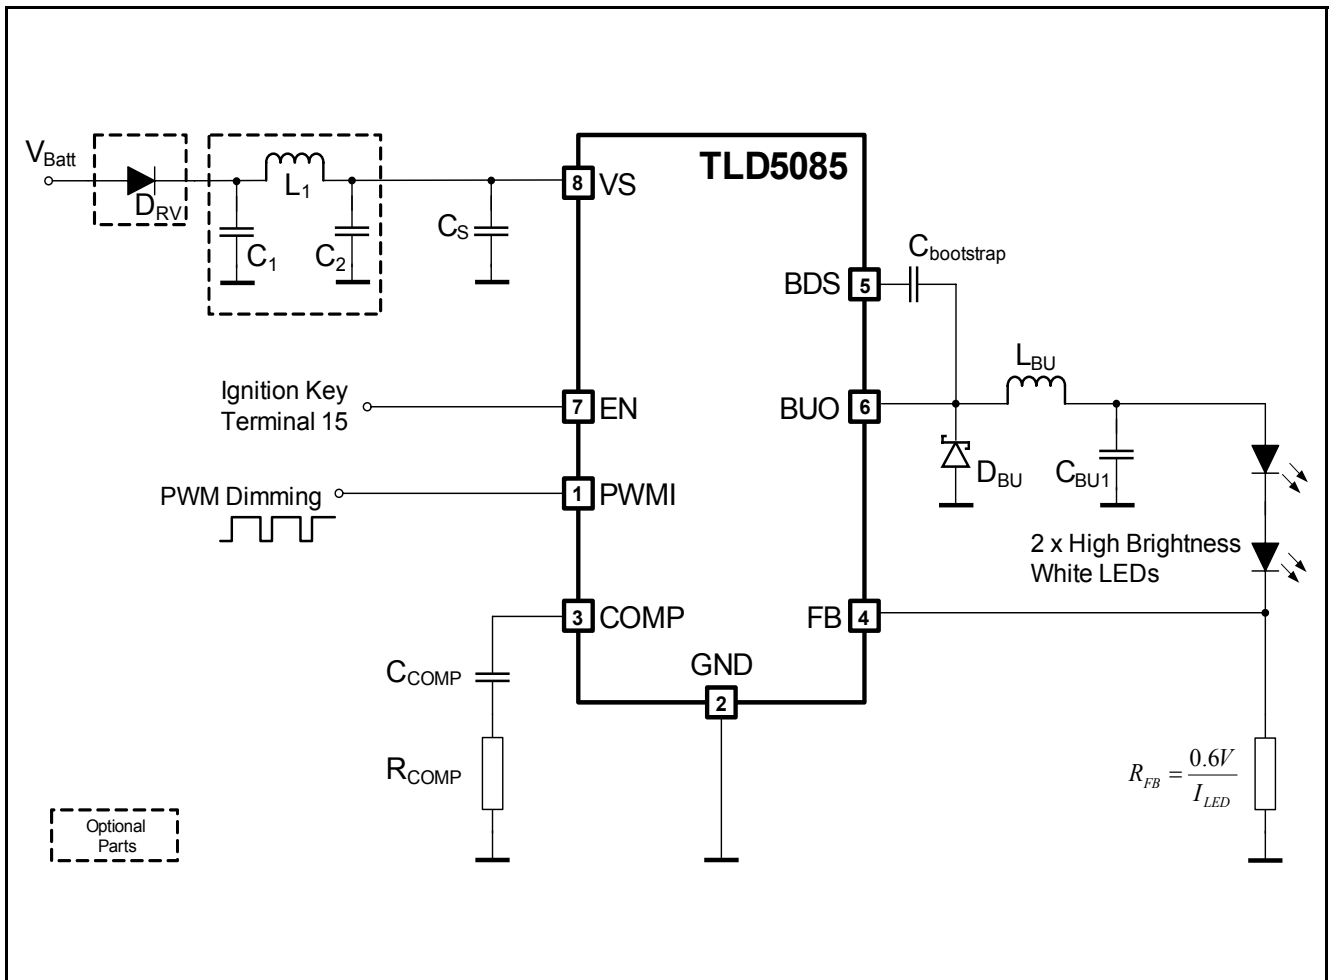 TLD5085
V_Batt
D_RV
L_1
C_1
C_2
C_S
8
VS
C_bootstrap
BDS
5
L_BU
Ignition Key
Terminal 15
7
EN
BUO
6
D_BU
C_BU1
PWM Dimming
1
PWMI
2 x High Brightness
White LEDs
3
COMP
FB
4
C_COMP
GND
2
R_COMP
R_FB = 0.6V / I_LED
Optional
Parts